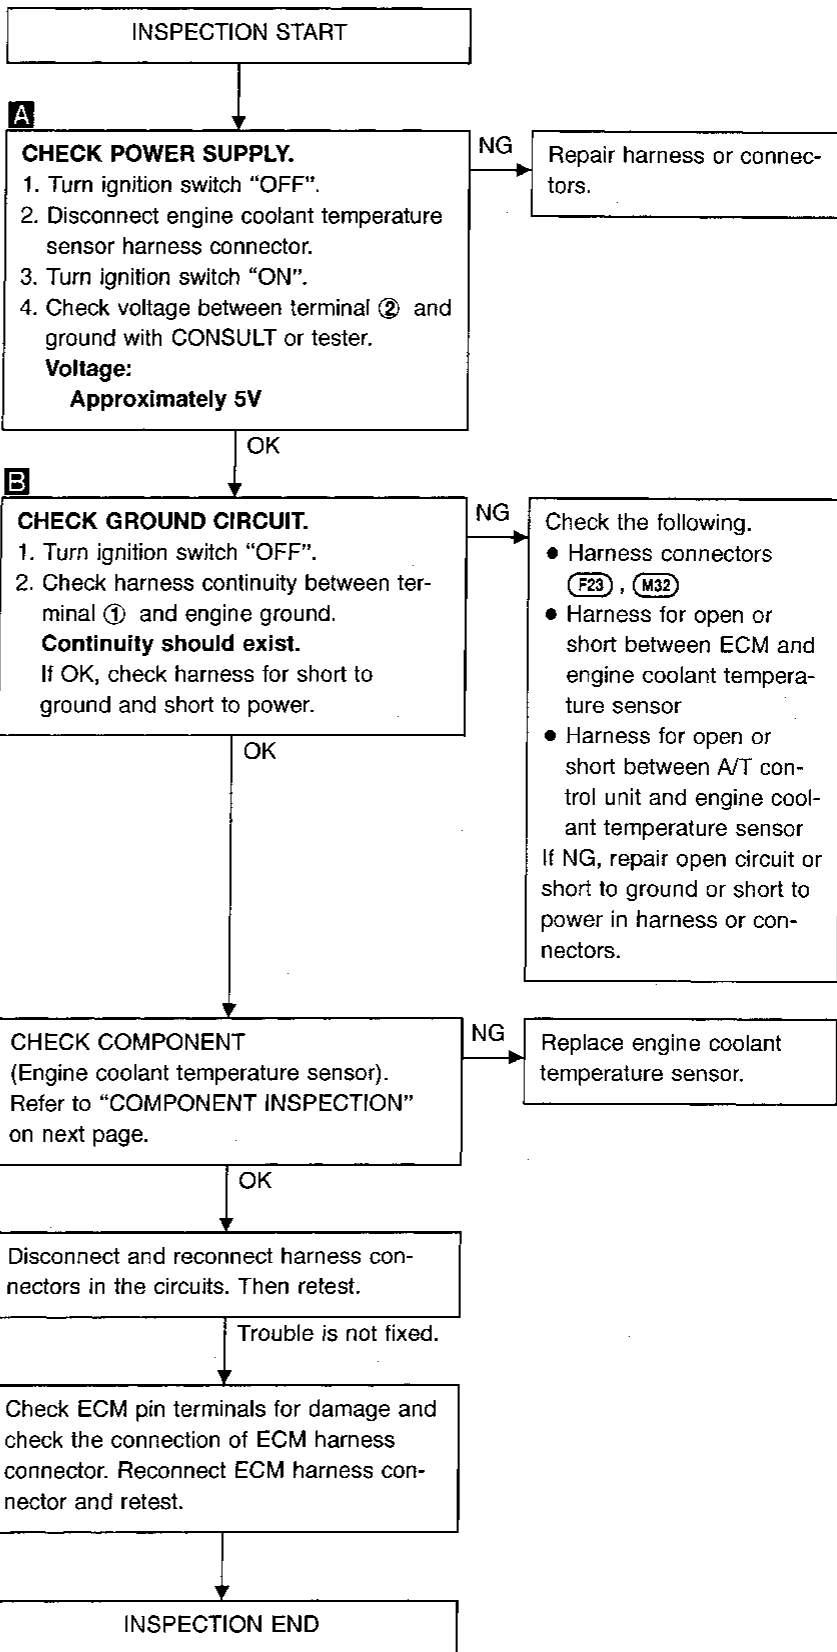 INSPECTION START
A
CHECK POWER SUPPLY.
1. Turn ignition switch “OFF”.
2. Disconnect engine coolant temperature
sensor harness connector.
3. Turn ignition switch “ON”.
4. Check voltage between terminal ② and
ground with CONSULT or tester.
Voltage:
Approximately 5V
NG
Repair harness or connec-
tors.
OK
B
CHECK GROUND CIRCUIT.
1. Turn ignition switch “OFF”.
2. Check harness continuity between ter-
minal ① and engine ground.
Continuity should exist.
If OK, check harness for short to
ground and short to power.
NG
Check the following.
● Harness connectors
F23 , M32
● Harness for open or
short between ECM and
engine coolant tempera-
ture sensor
● Harness for open or
short between A/T con-
trol unit and engine cool-
ant temperature sensor
If NG, repair open circuit or
short to ground or short to
power in harness or con-
nectors.
OK
CHECK COMPONENT
(Engine coolant temperature sensor).
Refer to “COMPONENT INSPECTION”
on next page.
NG
Replace engine coolant
temperature sensor.
OK
Disconnect and reconnect harness con-
nectors in the circuits. Then retest.
Trouble is not fixed.
Check ECM pin terminals for damage and
check the connection of ECM harness
connector. Reconnect ECM harness con-
nector and retest.
INSPECTION END